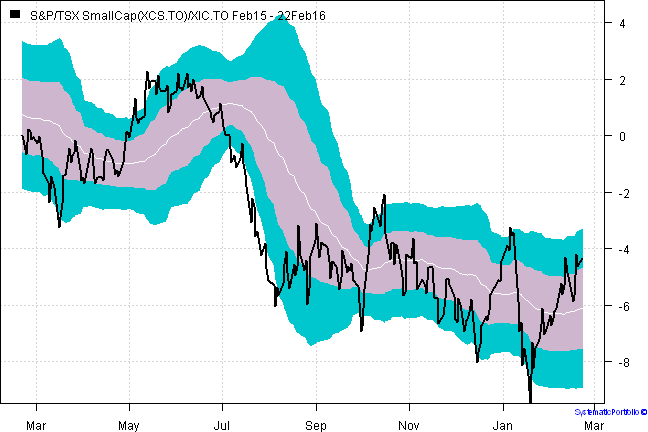 S&P/TSX SmallCap(XCS.TO)/XIC.TO Feb15 - 22Feb16
4
2
0
-2
-4
-6
-8
SystematicPortfolio ©
Mar May Jul Sep Nov Jan Mar